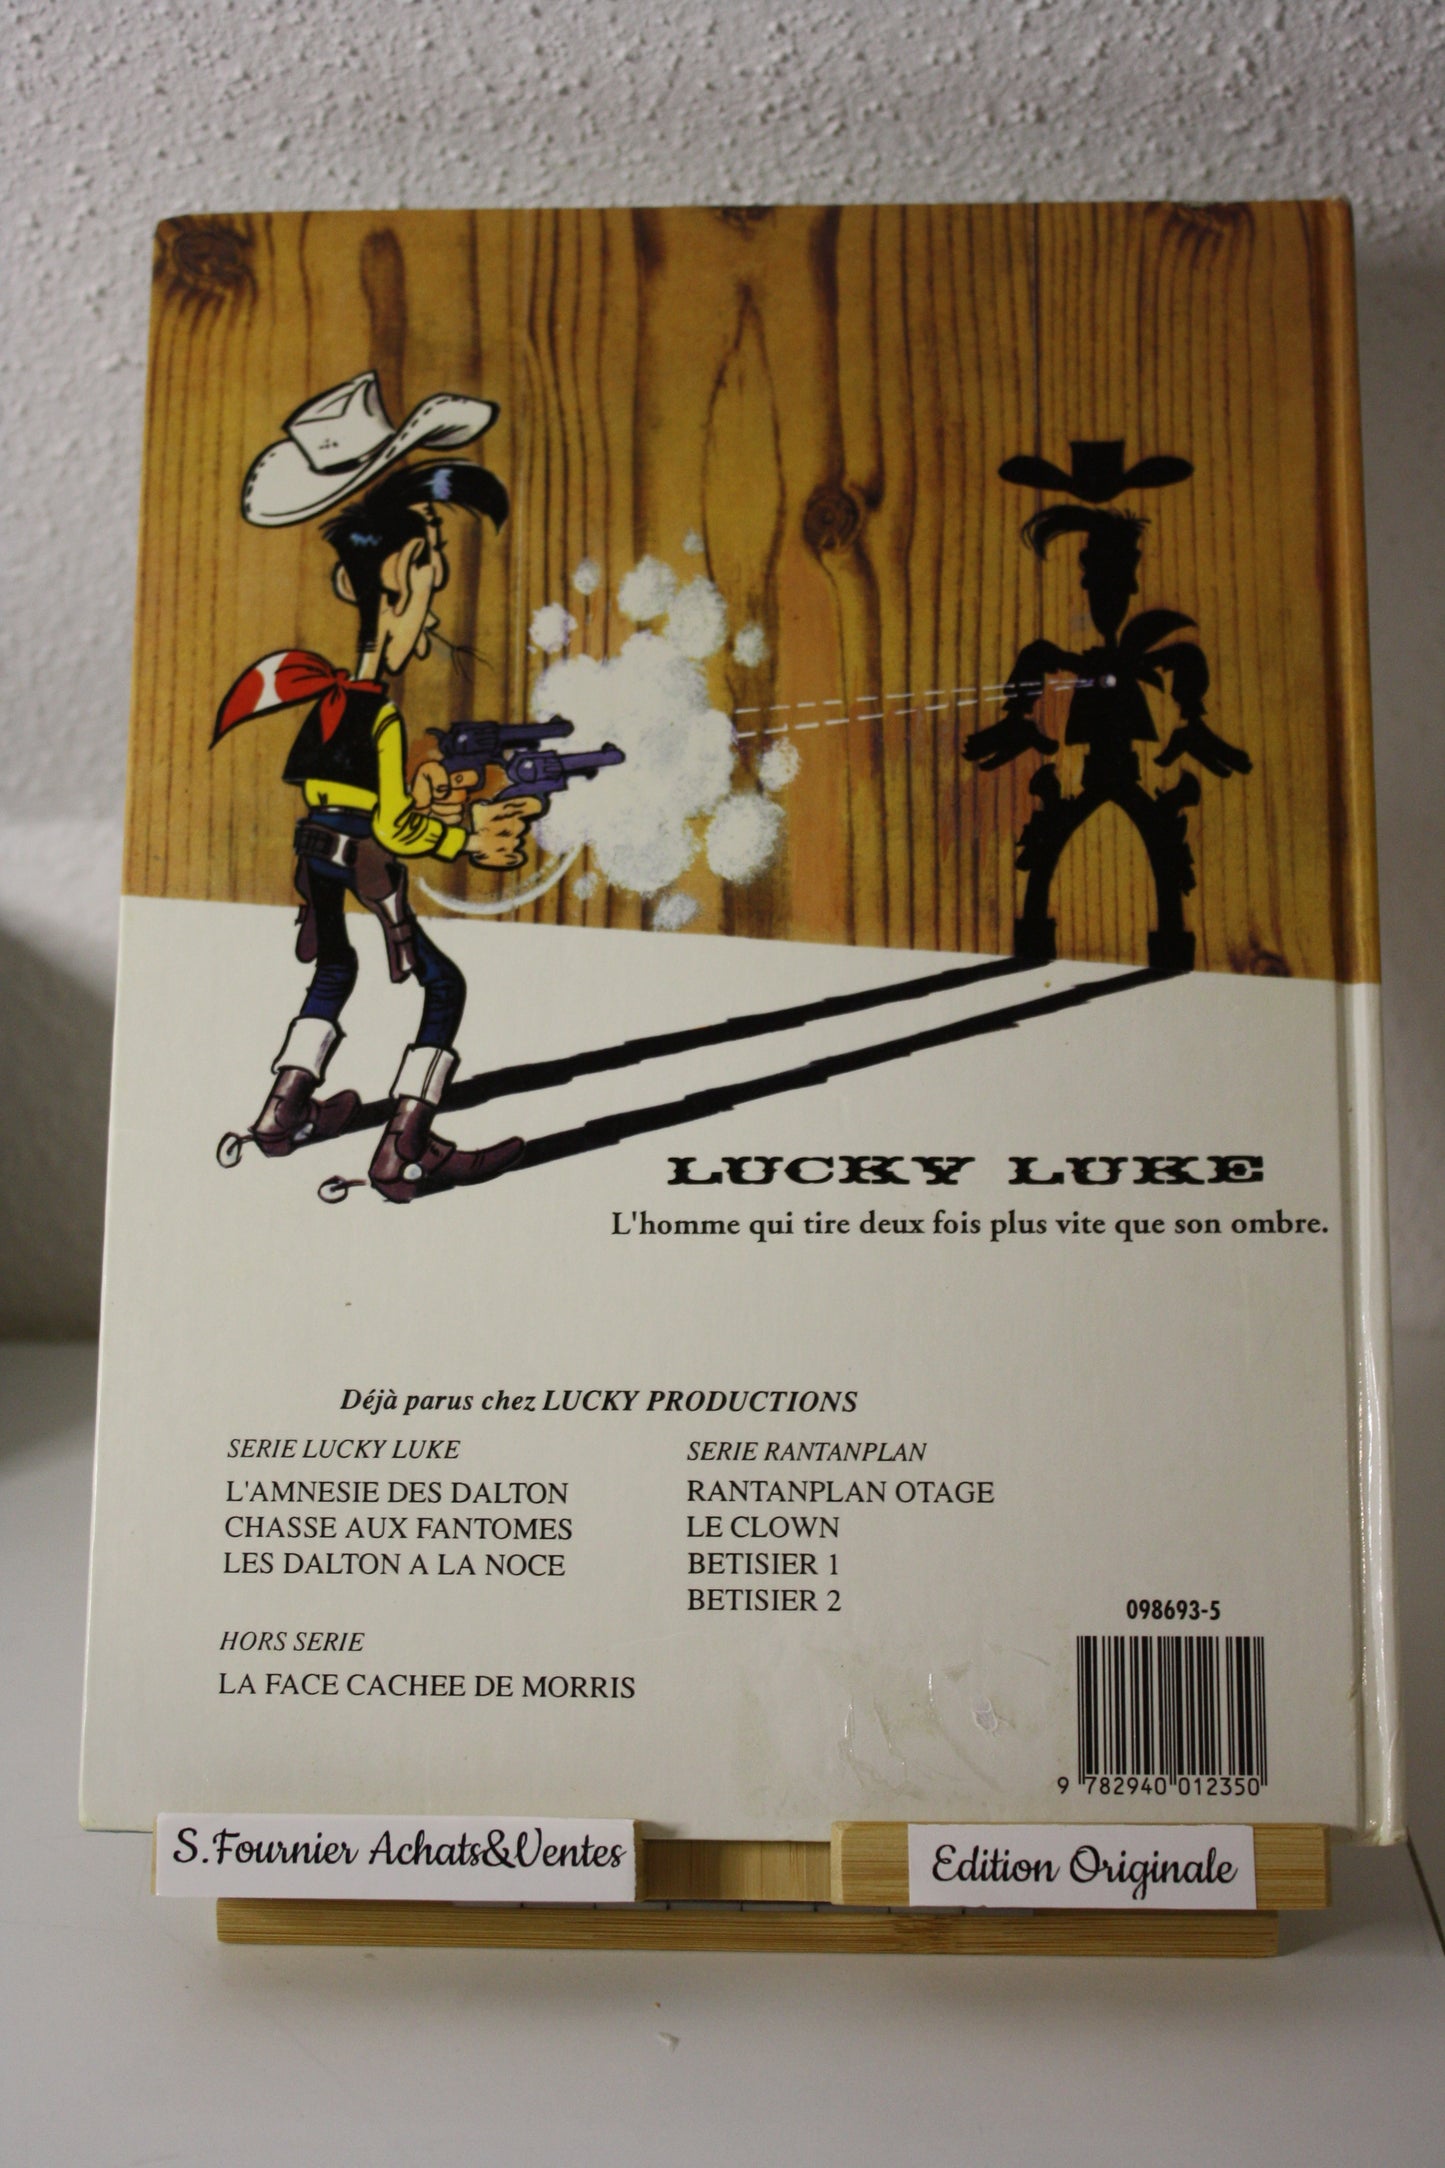 LUCKY LUKE
L'homme qui tire deux fois plus vite que son ombre.
Déjà parus chez LUCKY PRODUCTIONS
SERIE LUCKY LUKE
L'AMNESIE DES DALTON
CHASSE AUX FANTOMES
LES DALTON A LA NOCE
HORS SERIE
LA FACE CACHEE DE MORRIS
SERIE RANTANPLAN
RANTANPLAN OTAGE
LE CLOWN
BETISIER 1
BETISIER 2
098693-5
9 782940 012350
S.Fournier Achats&Ventes
Edition Originale